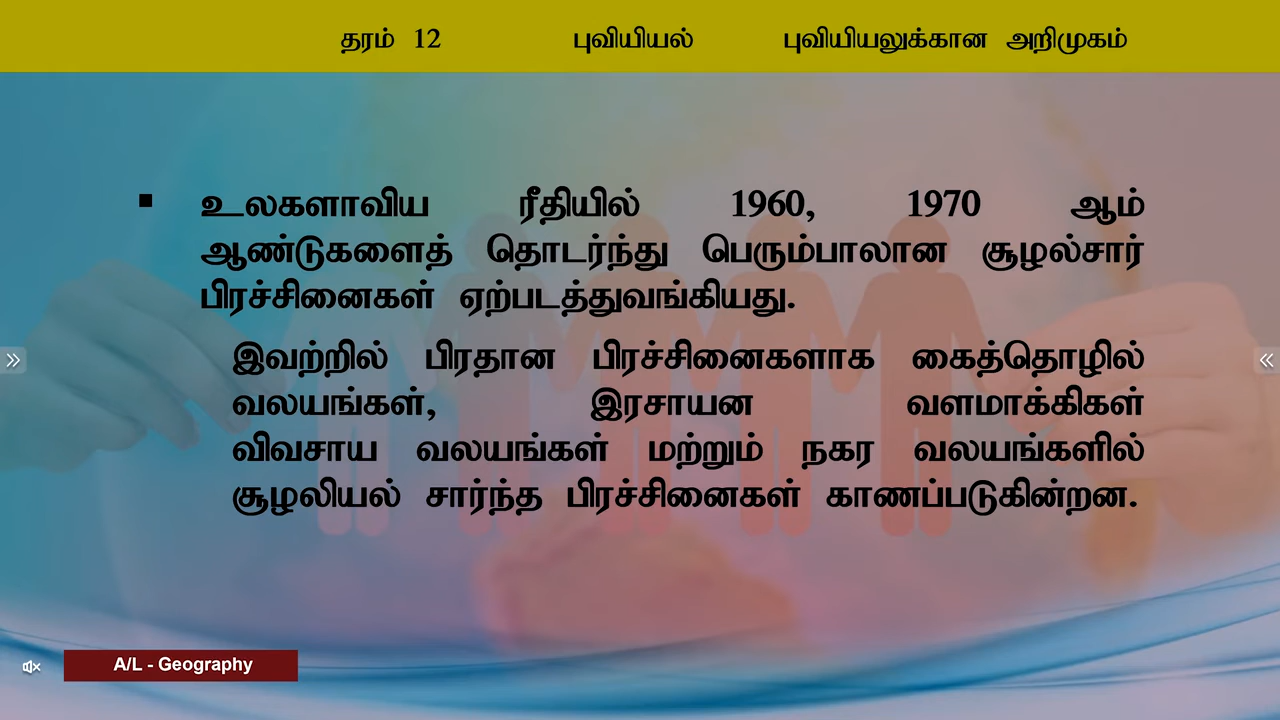 தரம் 12 புவியியல் புவியியலுக்கான அறிமுகம்
▪ உலகளாவிய ரீதியில் 1960, 1970 ஆம்
ஆண்டுகளைத் தொடர்ந்து பெரும்பாலான சூழல்சார்
பிரச்சினைகள் ஏற்படத்துவங்கியது.
இவற்றில் பிரதான பிரச்சினைகளாக கைத்தொழில்
வலயங்கள், இரசாயன வளமாக்கிகள்
விவசாய வலயங்கள் மற்றும் நகர வலயங்களில்
சூழலியல் சார்ந்த பிரச்சினைகள் காணப்படுகின்றன.
A/L - Geography